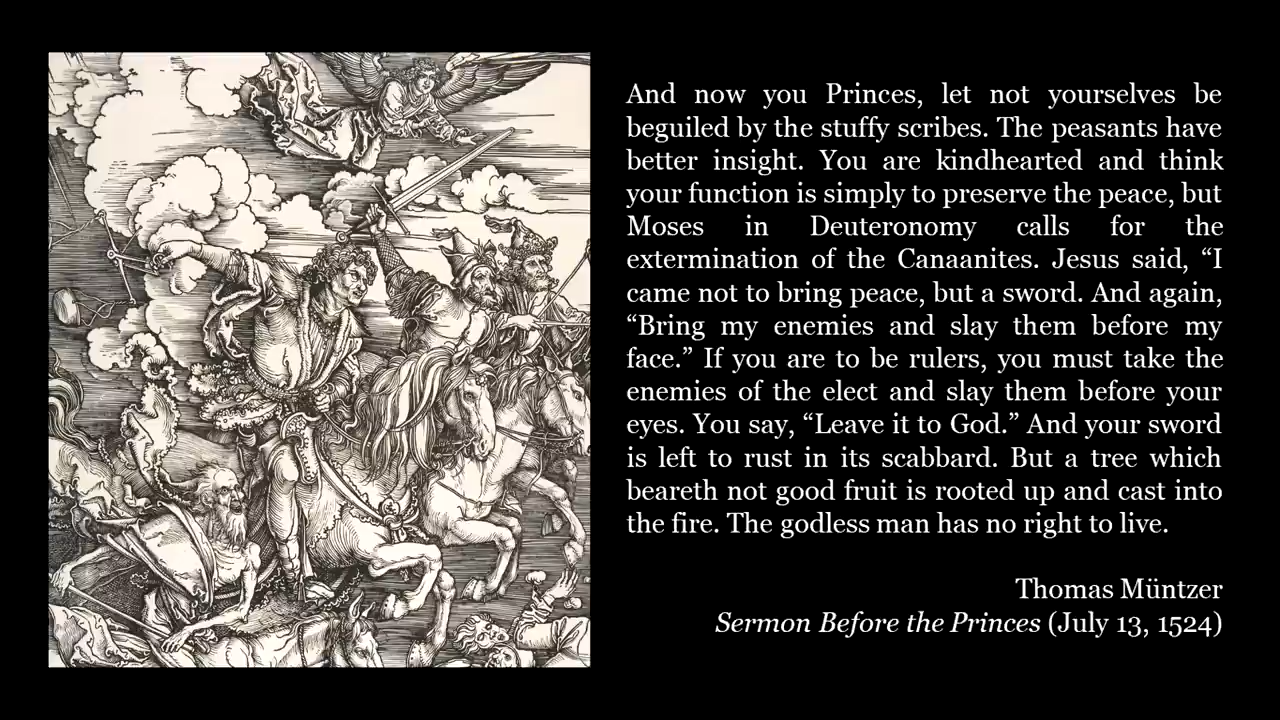 And now you Princes, let not yourselves be
beguiled by the stuffy scribes. The peasants have
better insight. You are kindhearted and think
your function is simply to preserve the peace, but
Moses in Deuteronomy calls for the
extermination of the Canaanites. Jesus said, “I
came not to bring peace, but a sword. And again,
“Bring my enemies and slay them before my
face.” If you are to be rulers, you must take the
enemies of the elect and slay them before your
eyes. You say, “Leave it to God.” And your sword
is left to rust in its scabbard. But a tree which
beareth not good fruit is rooted up and cast into
the fire. The godless man has no right to live.
Thomas Müntzer
Sermon Before the Princes (July 13, 1524)